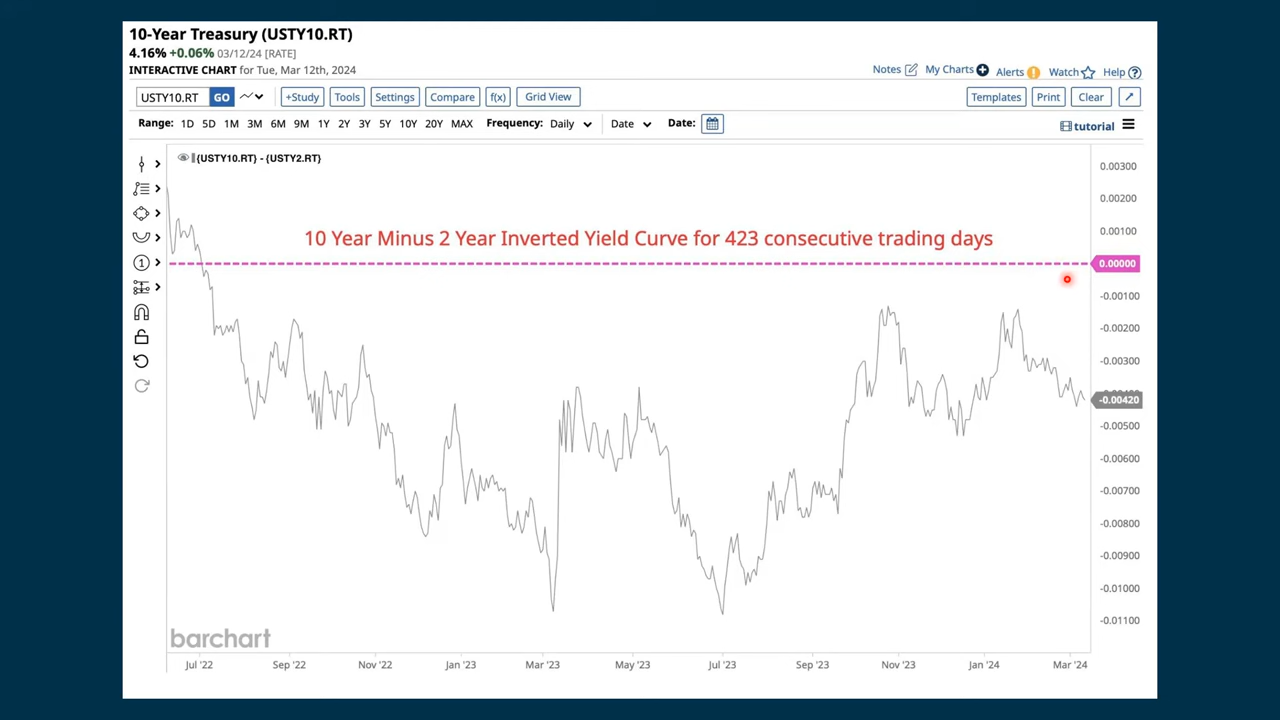 10-Year Treasury (USTY10.RT)
4.16% +0.06% 03/12/24 [RATE]
INTERACTIVE CHART for Tue, Mar 12th, 2024
Notes My Charts Alerts Watch Help
USTY10.RT GO +Study Tools Settings Compare f(x) Grid View Templates Print Clear
Range: 1D 5D 1M 3M 6M 9M 1Y 2Y 3Y 5Y 10Y 20Y MAX Frequency: Daily Date Date:
tutorial
{USTY10.RT} - {USTY2.RT}
0.00300
0.00200
0.00100
10 Year Minus 2 Year Inverted Yield Curve for 423 consecutive trading days
0.00000
1
-0.00100
-0.00200
-0.00300
-0.00420
-0.00500
-0.00600
-0.00700
-0.00800
-0.00900
-0.01000
-0.01100
barchart
Jul '22 Sep '22 Nov '22 Jan '23 Mar '23 May '23 Jul '23 Sep '23 Nov '23 Jan '24 Mar '24